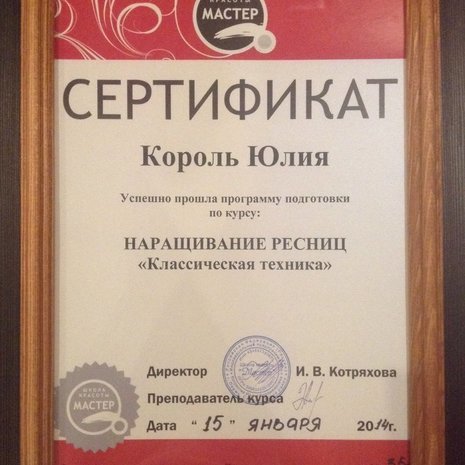 КРАСОТЫ
МАСТЕР
СЕРТИФИКАТ
Король Юлия
Успешно прошла программу подготовки
по курсу:
НАРАЩИВАНИЕ РЕСНИЦ
«Классическая техника»
Директор И. В. Котряхова
Преподаватель курса
Дата "15" ЯНВАРЯ 2014г.
ШКОЛА
КРАСОТЫ
МАСТЕР